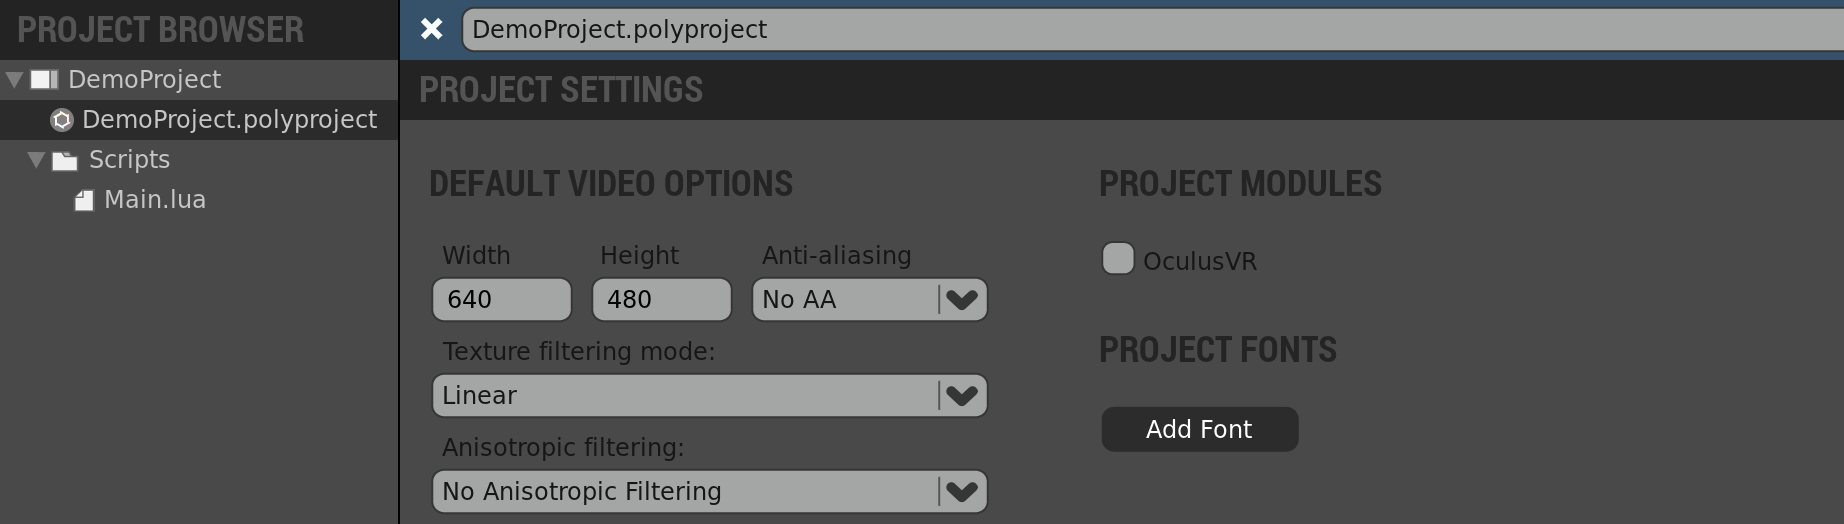 PROJECT BROWSER
DemoProject
DemoProject.polyproject
Scripts
Main.lua
DemoProject.polyproject
PROJECT SETTINGS
DEFAULT VIDEO OPTIONS
Width Height Anti-aliasing
640 480 No AA
Texture filtering mode:
Linear
Anisotropic filtering:
No Anisotropic Filtering
PROJECT MODULES
OculusVR
PROJECT FONTS
Add Font